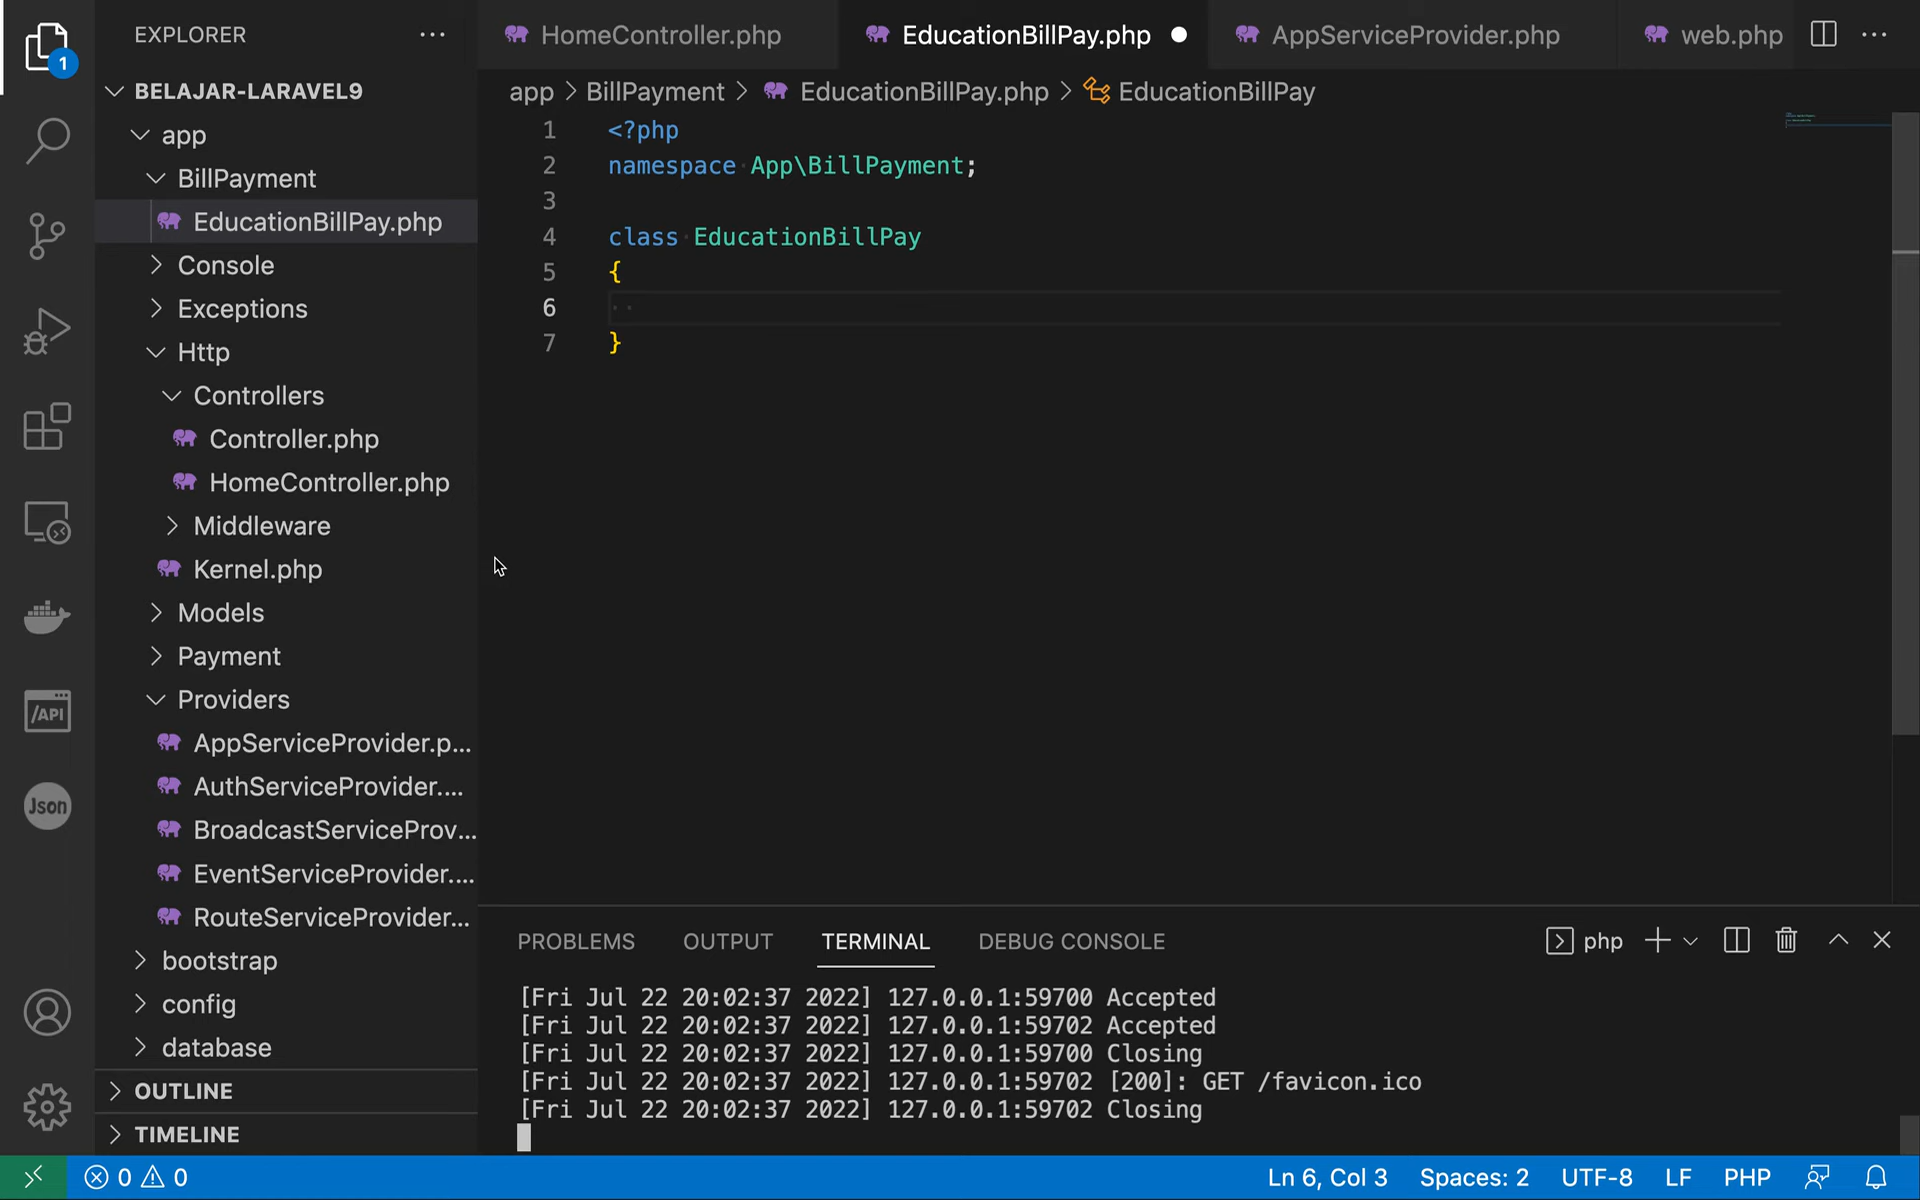 EXPLORER
HomeController.php
EducationBillPay.php
AppServiceProvider.php
web.php
1
BELAJAR-LARAVEL9
app
BillPayment
EducationBillPay.php
Console
Exceptions
Http
Controllers
Controller.php
HomeController.php
Middleware
Kernel.php
Models
Payment
Providers
AppServiceProvider.p...
AuthServiceProvider....
BroadcastServiceProv...
EventServiceProvider....
RouteServiceProvider...
bootstrap
config
database
OUTLINE
TIMELINE
/API
Json
app > BillPayment > EducationBillPay.php > EducationBillPay
1 <?php
2 namespace App\BillPayment;
3
4 class EducationBillPay
5 {
6
7 }
PROBLEMS OUTPUT TERMINAL DEBUG CONSOLE
php
[Fri Jul 22 20:02:37 2022] 127.0.0.1:59700 Accepted
[Fri Jul 22 20:02:37 2022] 127.0.0.1:59702 Accepted
[Fri Jul 22 20:02:37 2022] 127.0.0.1:59700 Closing
[Fri Jul 22 20:02:37 2022] 127.0.0.1:59702 [200]: GET /favicon.ico
[Fri Jul 22 20:02:37 2022] 127.0.0.1:59702 Closing
0 0
Ln 6, Col 3 Spaces: 2 UTF-8 LF PHP